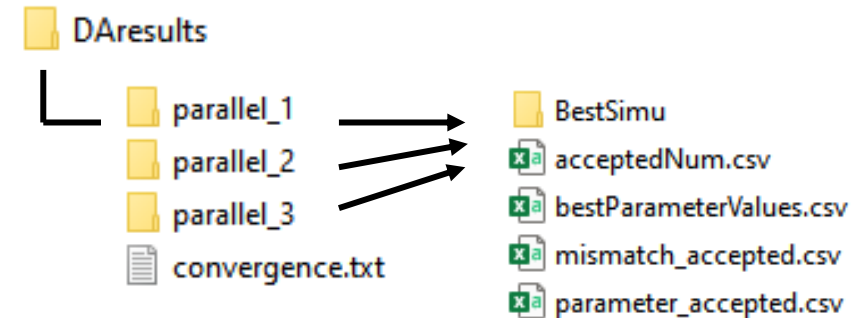 DAresults
parallel_1
parallel_2
parallel_3
convergence.txt
BestSimu
acceptedNum.csv
bestParameterValues.csv
mismatch_accepted.csv
parameter_accepted.csv